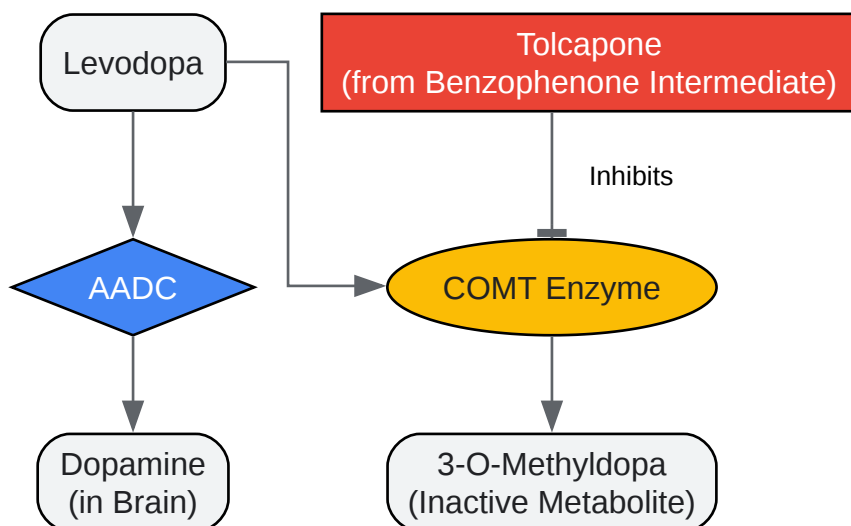 Levodopa
Tolcapone
(from Benzophenone Intermediate)
Inhibits
AADC
COMT Enzyme
Dopamine
(in Brain)
3-O-Methyldopa
(Inactive Metabolite)